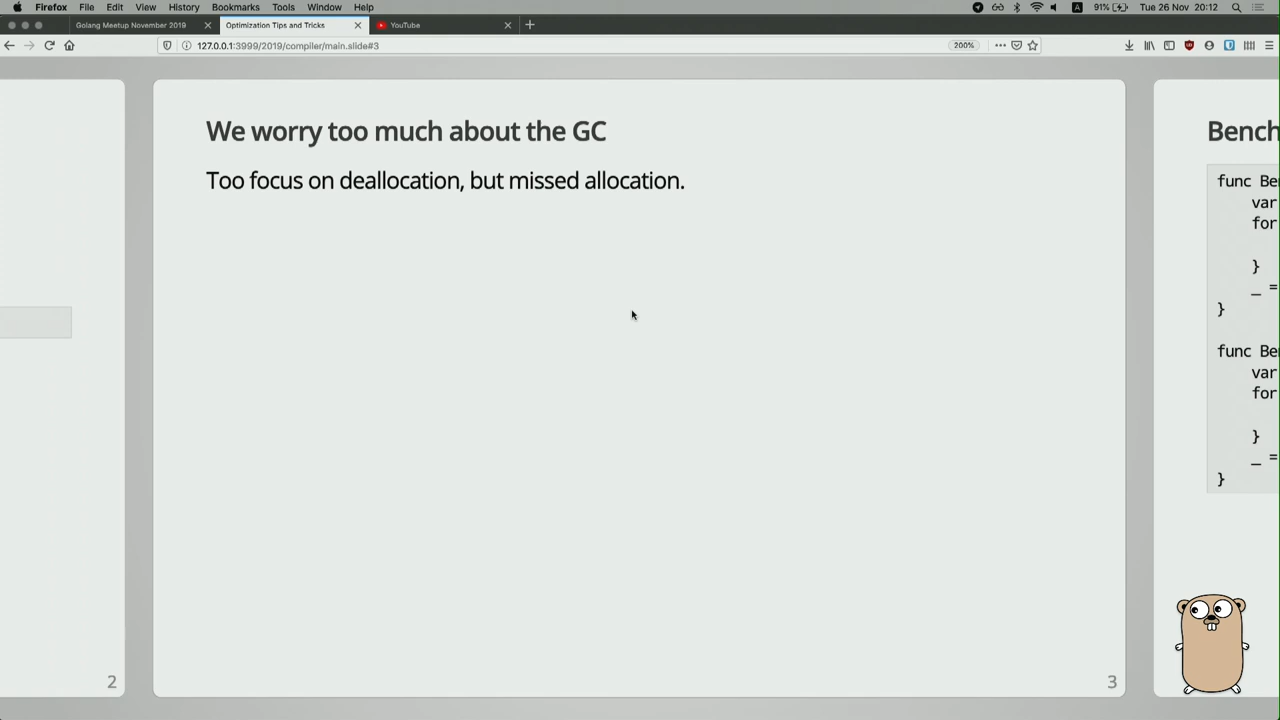 Firefox File Edit View History Bookmarks Tools Window Help 91% Tue 26 Nov 20:12
Golang Meetup November 2019 Optimization Tips and Tricks YouTube
127.0.0.1:3999/2019/compiler/main.slide#3 200%
We worry too much about the GC
Too focus on deallocation, but missed allocation.
2
3
Bench
func Be
var
for
}
_ =
}
func Be
var
for
}
_ =
}